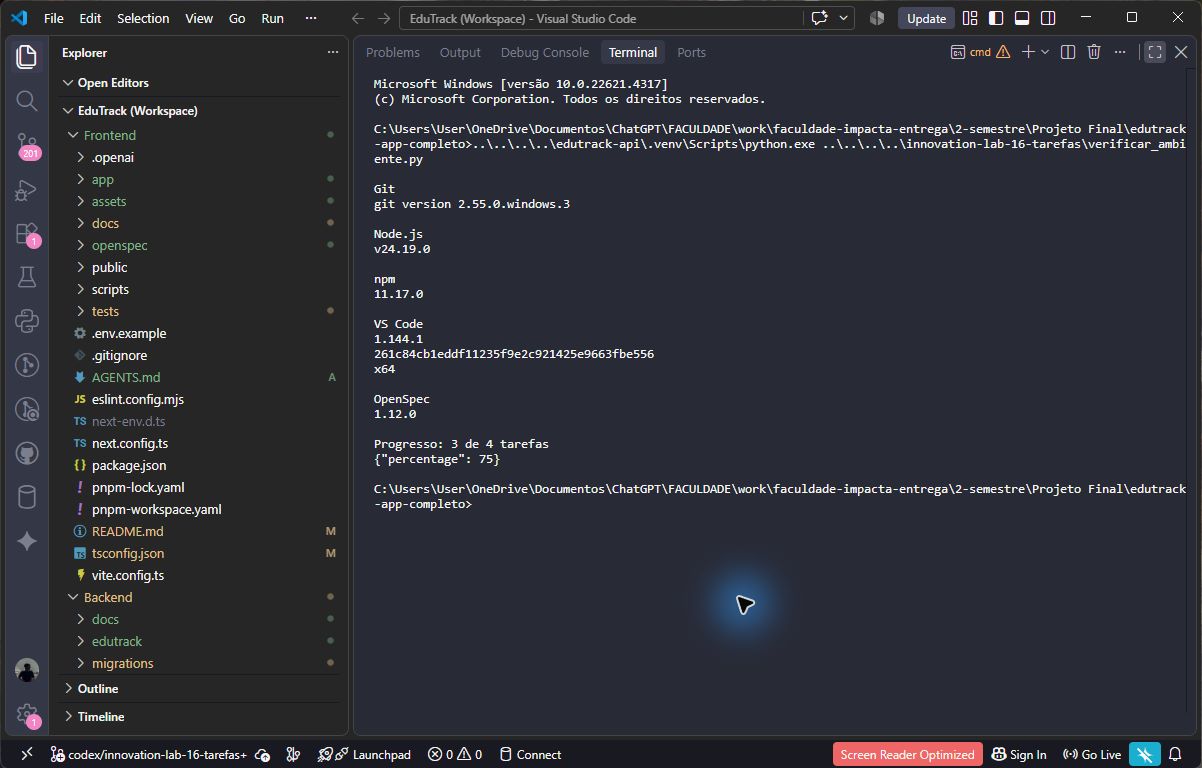 File Edit Selection View Go Run ··· EduTrack (Workspace) - Visual Studio Code Update
Explorer ···
Open Editors
EduTrack (Workspace)
Frontend
.openai
app
assets
docs
openspec
public
scripts
tests
.env.example
.gitignore
AGENTS.md A
JS eslint.config.mjs
TS next-env.d.ts
TS next.config.ts
{} package.json
! pnpm-lock.yaml
! pnpm-workspace.yaml
README.md M
tsconfig.json M
vite.config.ts
Backend
docs
edutrack
migrations
Outline
Timeline
201
1
1
Problems Output Debug Console Terminal Ports cmd ···
Microsoft Windows [versão 10.0.22621.4317]
(c) Microsoft Corporation. Todos os direitos reservados.
C:\Users\User\OneDrive\Documentos\ChatGPT\FACULDADE\work\faculdade-impacta-entrega\2-semestre\Projeto Final\edutrack
-app-completo>..\..\..\..\edutrack-api\.venv\Scripts\python.exe ..\..\..\..\innovation-lab-16-tarefas\verificar_ambi
ente.py
Git
git version 2.55.0.windows.3
Node.js
v24.19.0
npm
11.17.0
VS Code
1.144.1
261c84cb1eddf11235f9e2c921425e9663fbe556
x64
OpenSpec
1.12.0
Progresso: 3 de 4 tarefas
{"percentage": 75}
C:\Users\User\OneDrive\Documentos\ChatGPT\FACULDADE\work\faculdade-impacta-entrega\2-semestre\Projeto Final\edutrack
-app-completo>
codex/innovation-lab-16-tarefas+ Launchpad 0 0 Connect Screen Reader Optimized Sign In Go Live